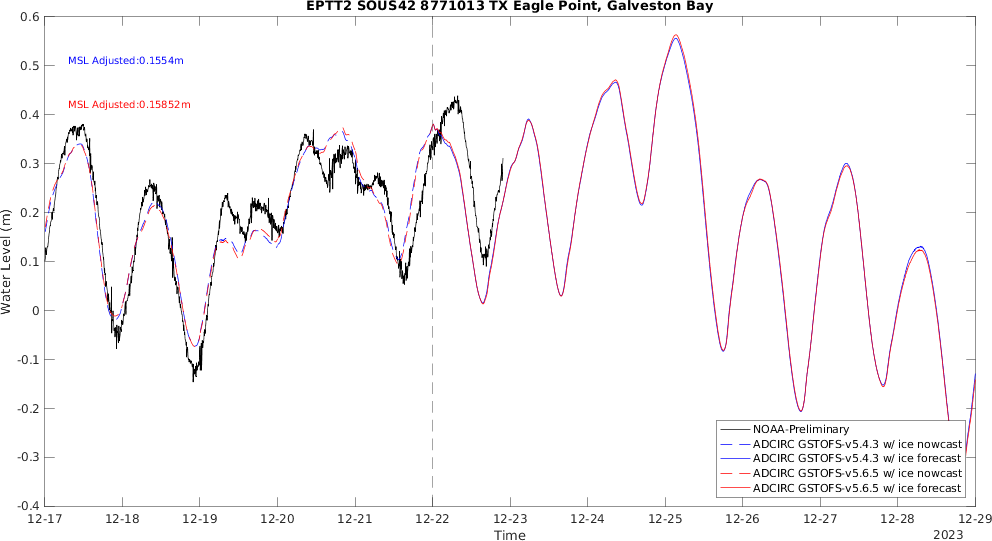 EPTT2 SOUS42 8771013 TX Eagle Point, Galveston Bay
0.6
0.5
0.4
0.3
0.2
0.1
0
-0.1
-0.2
-0.3
-0.4
Water Level (m)
MSL Adjusted:0.1554m
MSL Adjusted:0.15852m
NOAA-Preliminary
ADCIRC GSTOFS-v5.4.3 w/ ice nowcast
ADCIRC GSTOFS-v5.4.3 w/ ice forecast
ADCIRC GSTOFS-v5.6.5 w/ ice nowcast
ADCIRC GSTOFS-v5.6.5 w/ ice forecast
12-17 12-18 12-19 12-20 12-21 12-22 12-23 12-24 12-25 12-26 12-27 12-28 12-29
Time
2023